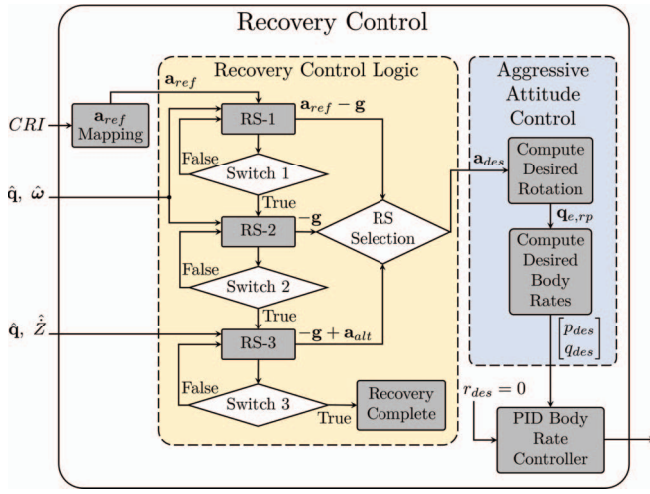 Recovery Control
Recovery Control Logic
Aggressive
Attitude
Control
a_ref
CRI
a_ref
Mapping
RS-1
a_ref − g
False
Switch 1
True
q̂, ω̂
RS-2
−g
RS
Selection
a_des
Compute
Desired
Rotation
q_e,rp
False
Switch 2
True
Compute
Desired
Body
Rates
q̂, Ż̂
RS-3
−g + a_alt
[p_des
q_des]
False
Switch 3
True
Recovery
Complete
r_des = 0
PID Body
Rate
Controller